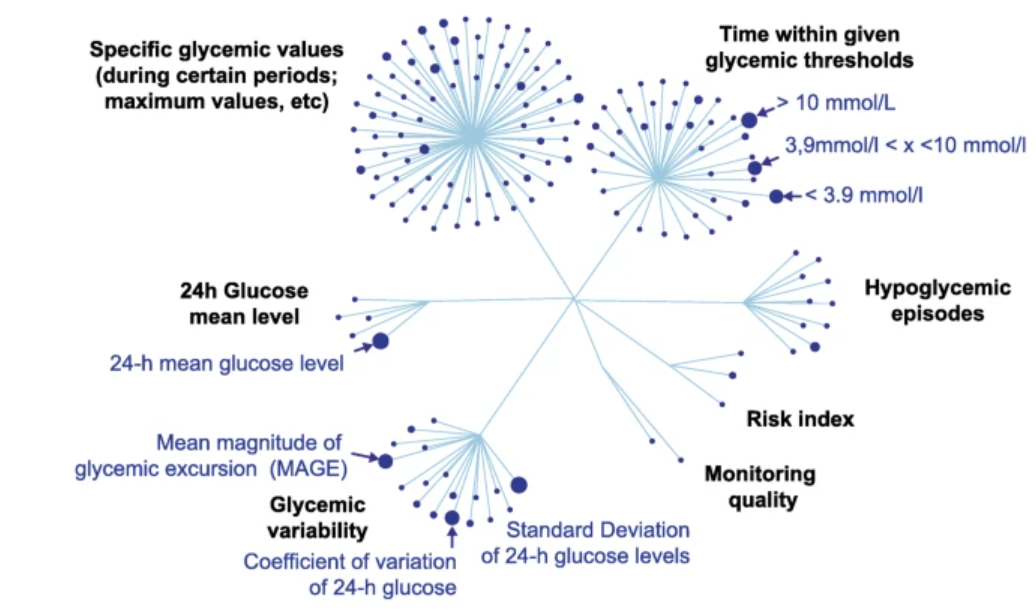 Specific glycemic values
(during certain periods;
maximum values, etc)
Time within given
glycemic thresholds
> 10 mmol/L
3,9mmol/l < x <10 mmol/l
< 3.9 mmol/l
24h Glucose
mean level
24-h mean glucose level
Hypoglycemic
episodes
Risk index
Monitoring
quality
Mean magnitude of
glycemic excursion (MAGE)
Glycemic
variability
Coefficient of variation
of 24-h glucose
Standard Deviation
of 24-h glucose levels